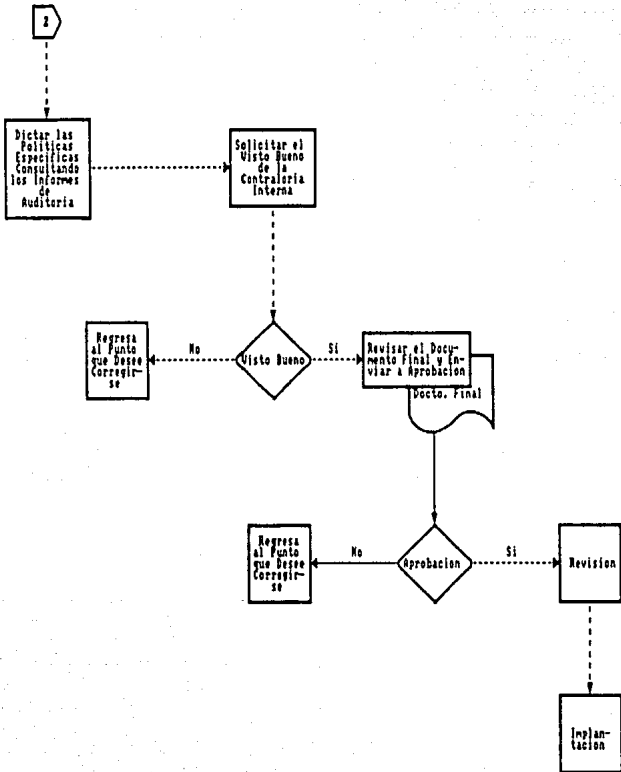 2
Dictar las
Politicas
Especificas
Consultando
los Informes
de
Auditoria
Solicitar el
Visto Bueno
de la
Contraloria
Interna
Regresa
al Punto
que Desee
Corregir-
se
No
Visto Bueno
Si
Revisar el Docu-
mento Final y En-
viar a Aprobacion
Docto. Final
Regresa
al Punto
que Desee
Corregir-
se
No
Aprobacion
Si
Revision
Implan-
tacion